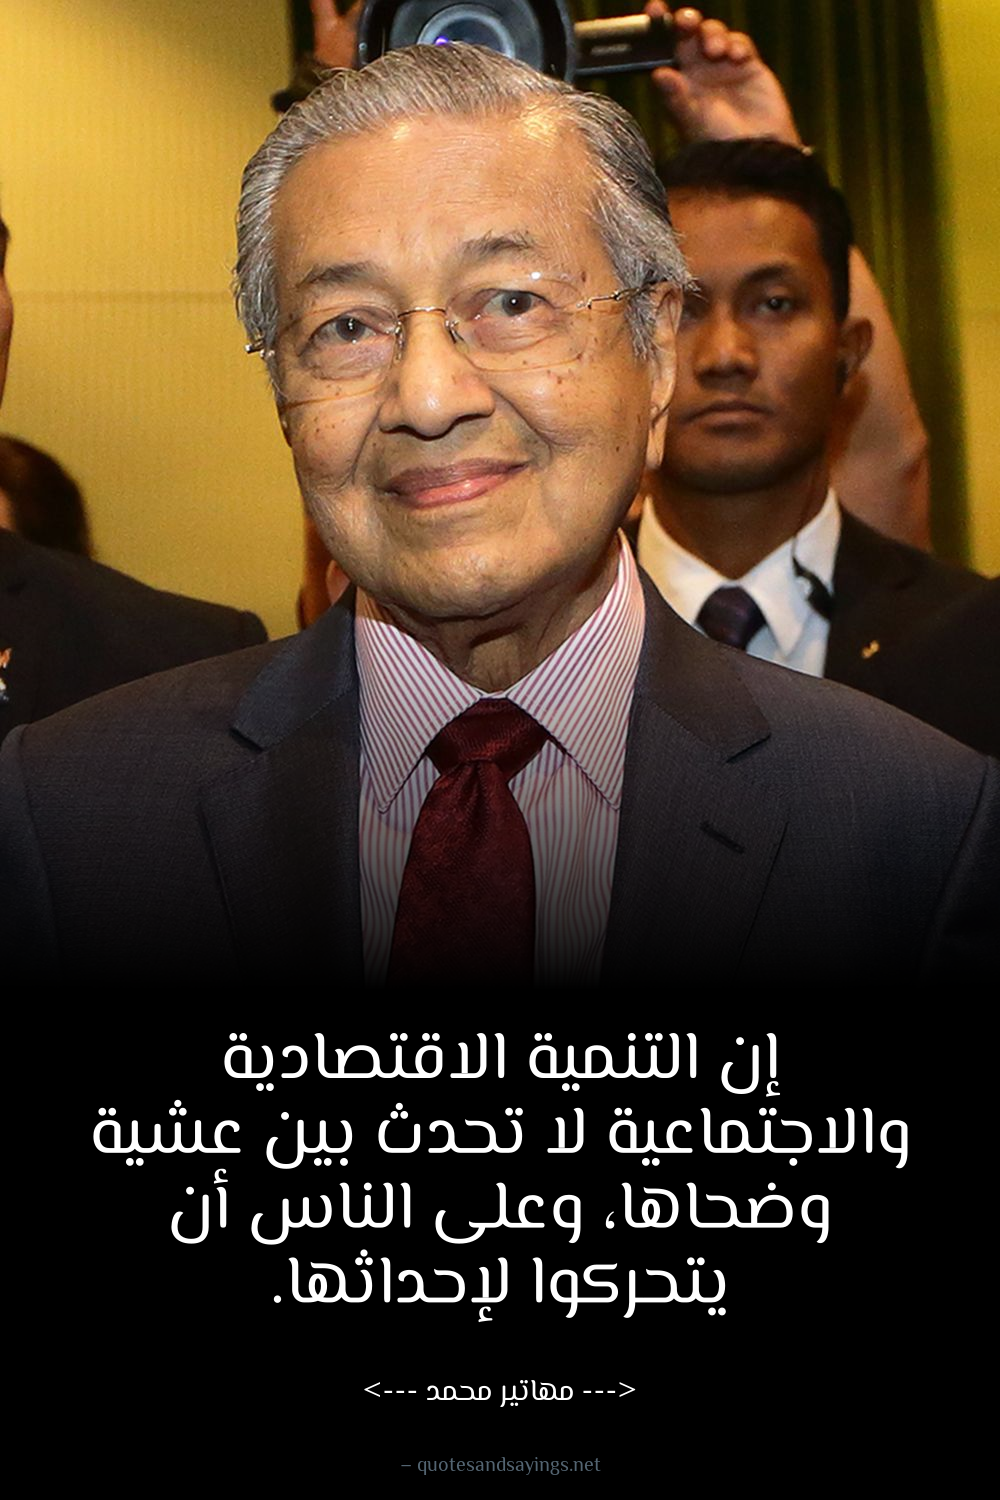 إن التنمية الاقتصادية
والاجتماعية لا تحدث بين عشية
وضحاها، وعلى الناس أن
يتحركوا لإحداثها.
<--- مهاتير محمد --->
– quotesandsayings.net